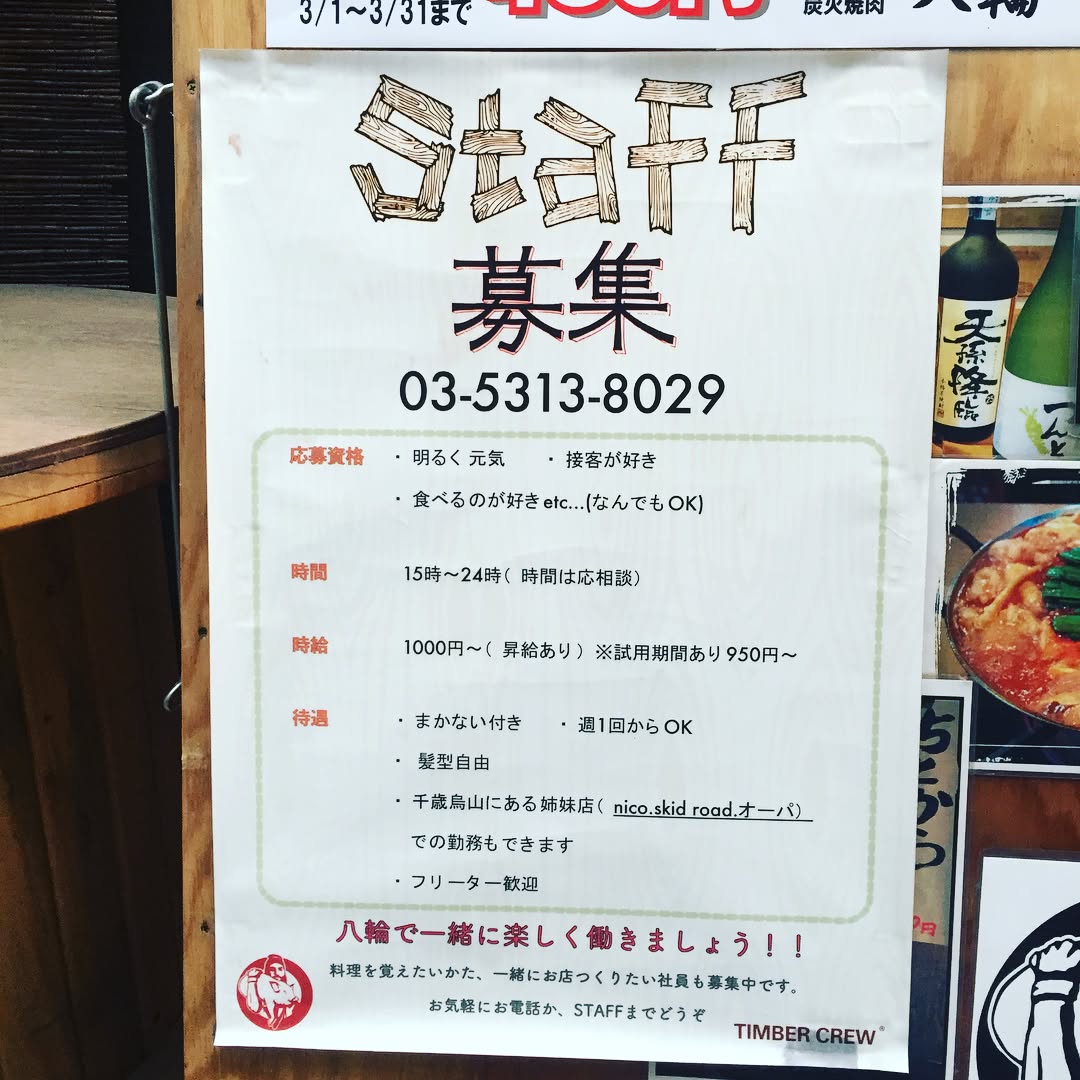 3/1〜3/31まで
炭火焼肉
Staff
募集
03-5313-8029
応募資格 ・明るく 元気 ・接客が好き
・食べるのが好き etc...(なんでも OK)
時間 15時〜24時( 時間は応相談)
時給 1000円〜( 昇給あり) ※試用期間あり 950円〜
待遇 ・まかない付き ・週1回から OK
・髪型自由
・千歳烏山にある姉妹店( nico.skid road.オーパ)
での勤務もできます
・フリーター歓迎
八輪で一緒に楽しく働きましょう!!
料理を覚えたいかた、一緒にお店つくりたい社員も募集中です。
お気軽にお電話か、STAFFまでどうぞ
TIMBER CREW®
天孫降臨